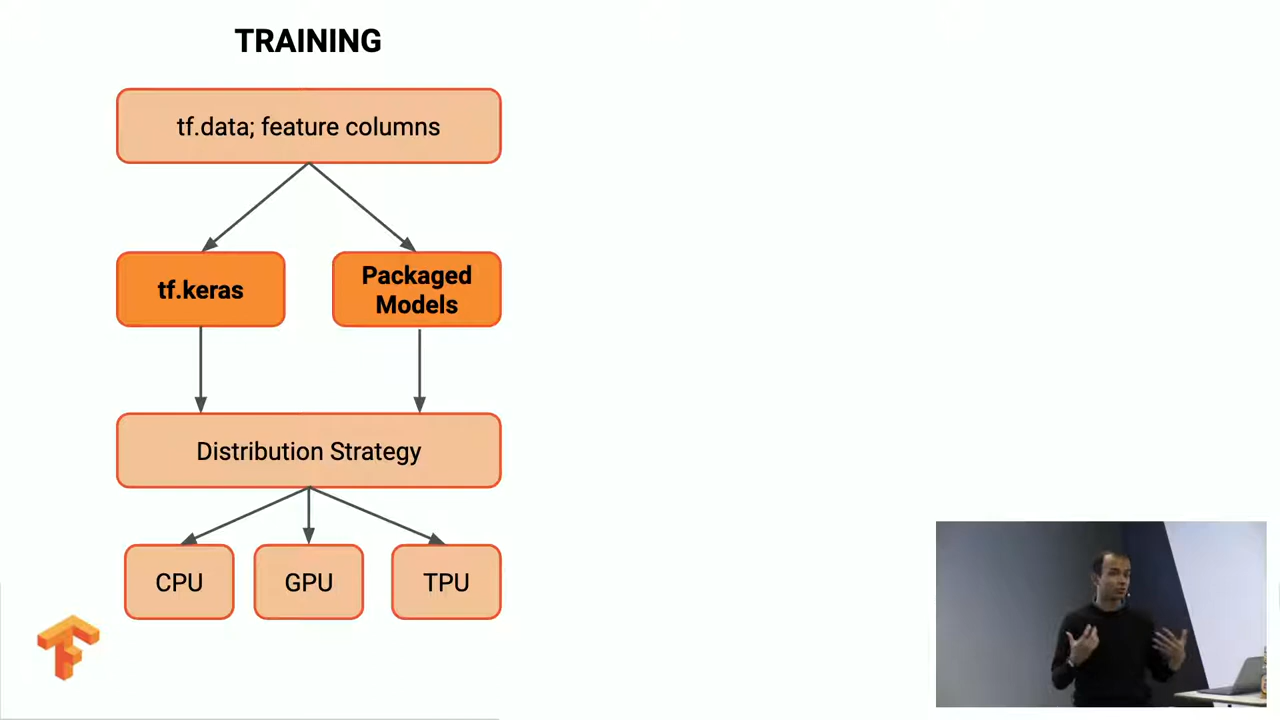 TRAINING
tf.data; feature columns
tf.keras
Packaged
Models
Distribution Strategy
CPU
GPU
TPU